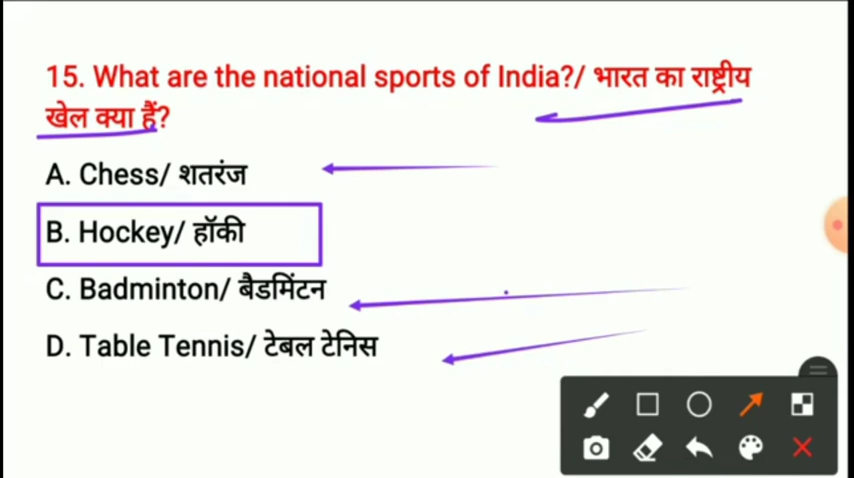 15. What are the national sports of India?/ भारत का राष्ट्रीय
खेल क्या हैं?
A. Chess/ शतरंज
B. Hockey/ हॉकी
C. Badminton/ बैडमिंटन
D. Table Tennis/ टेबल टेनिस